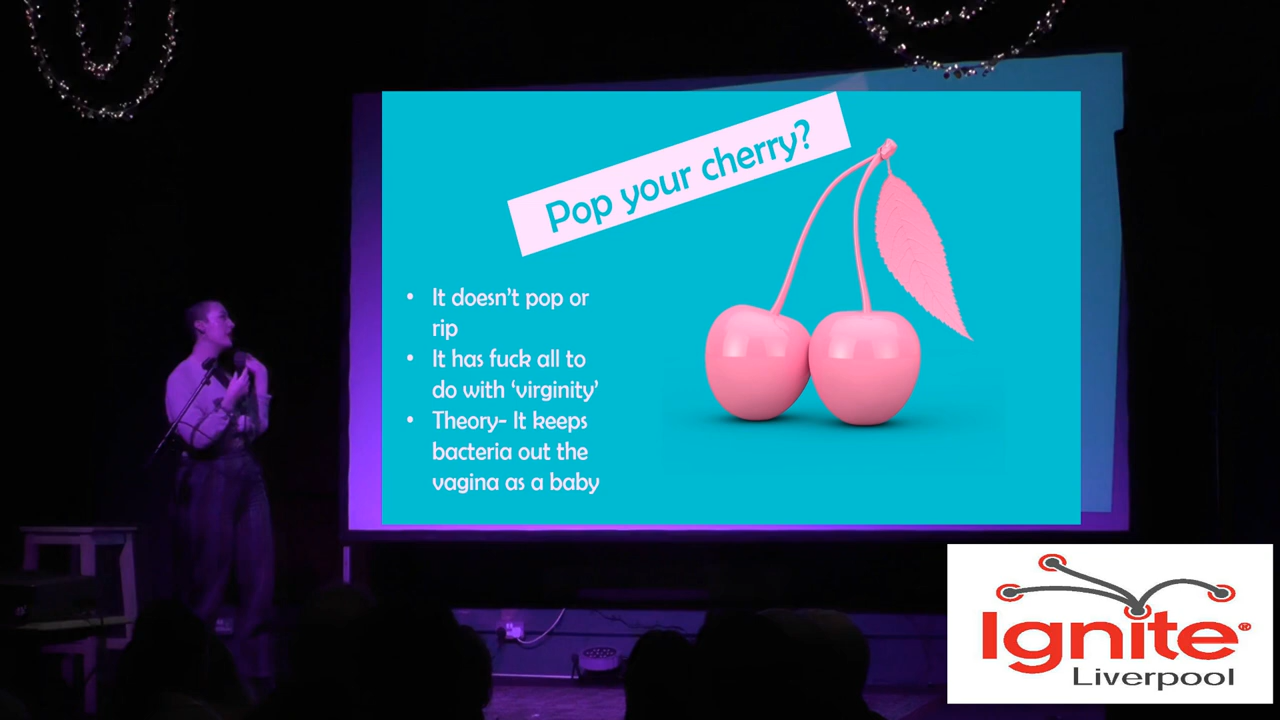 Pop your cherry?
• It doesn't pop or
rip
• It has fuck all to
do with 'virginity'
• Theory- It keeps
bacteria out the
vagina as a baby
Ignite®
Liverpool